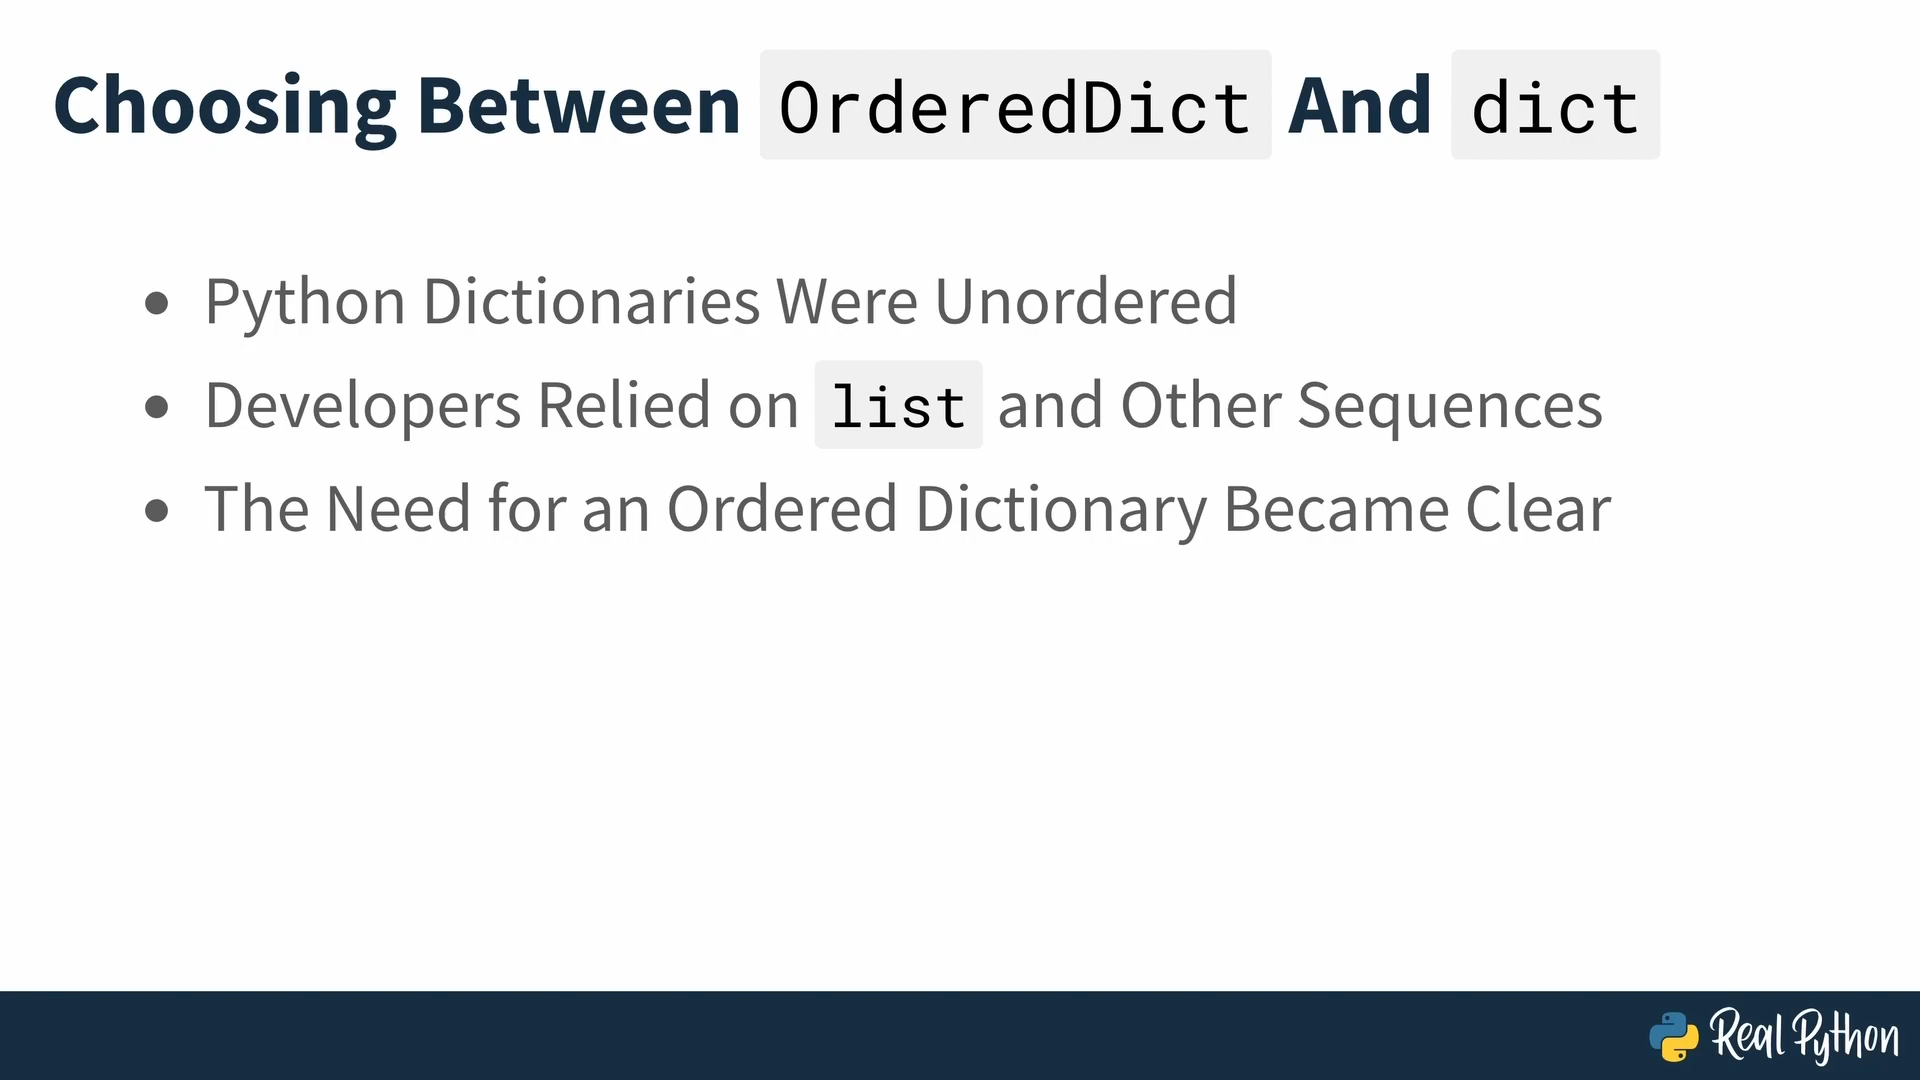 Choosing Between OrderedDict And dict
• Python Dictionaries Were Unordered
• Developers Relied on list and Other Sequences
• The Need for an Ordered Dictionary Became Clear
Real Python